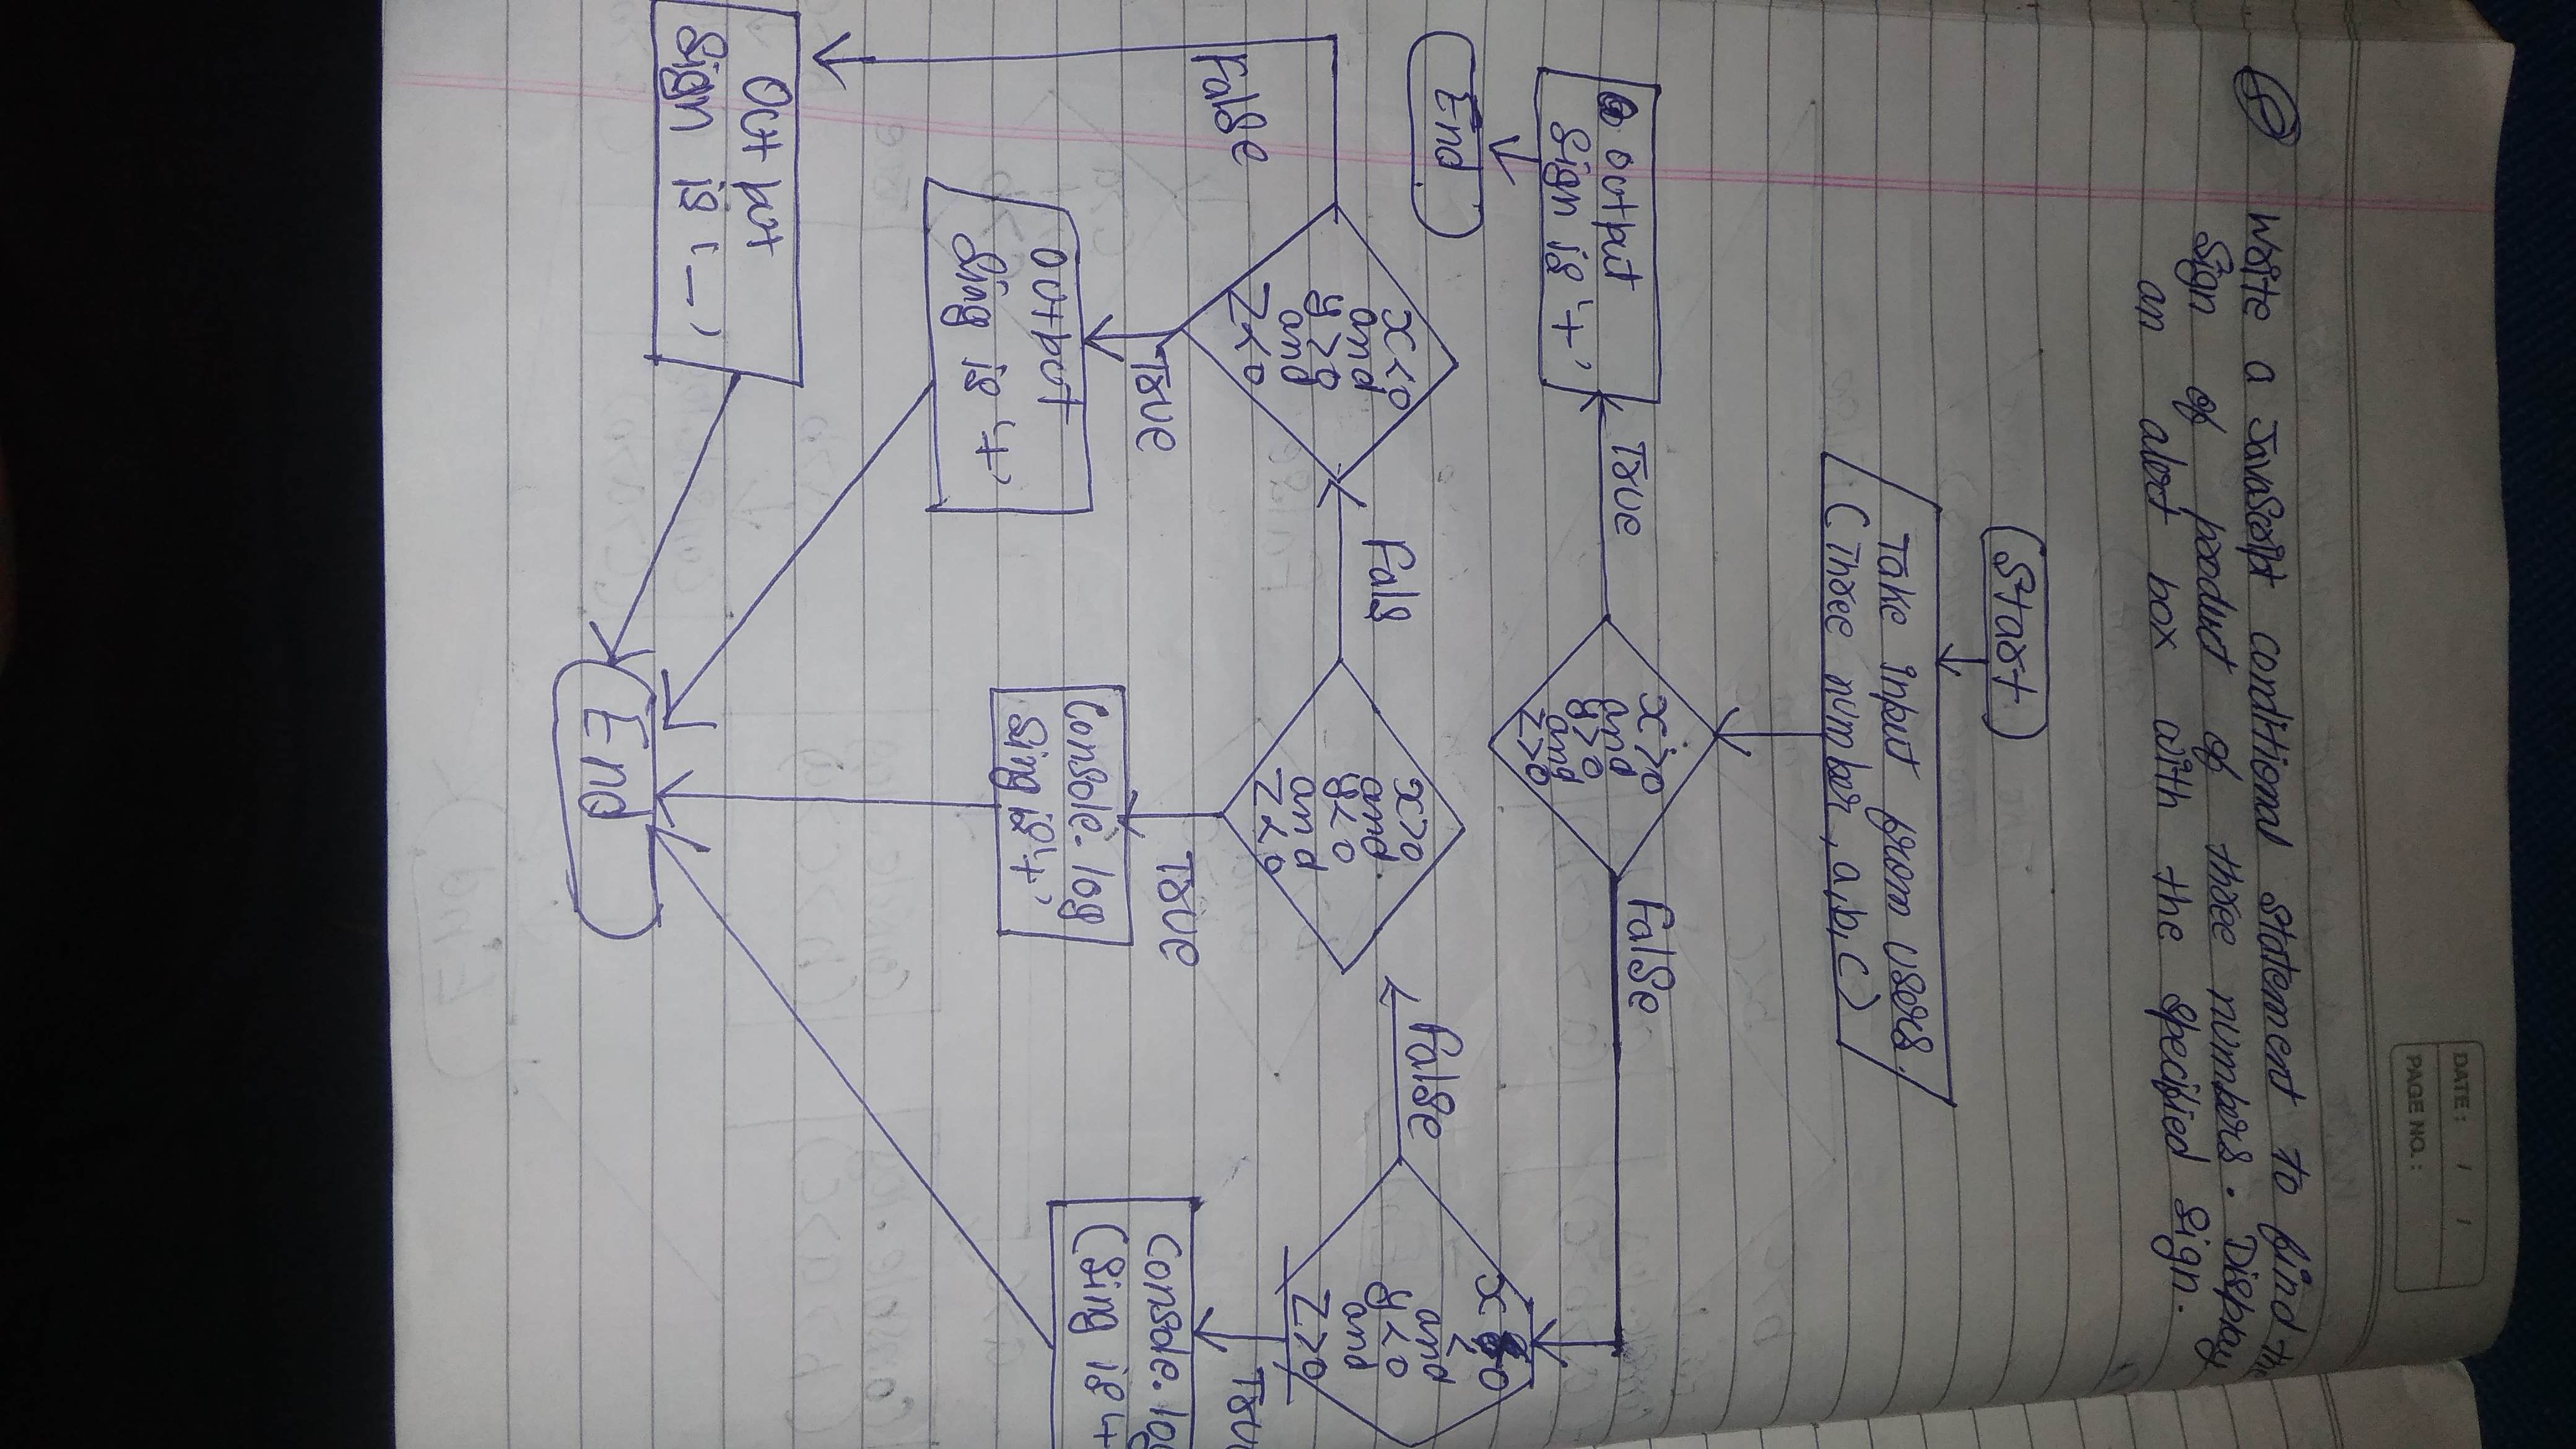 DATE: / /
PAGE NO.:
8 Write a JavaScript conditional statement to find the
sign of product of three numbers. Display
an alert box with the specified sign.
Start
Take input from users
(Three number, a,b,c)
x>0
and
y>0
and
z>0
True
False
output
sign is '+'
End
x<0
and
y<0
and
z>0
False
True
Console.log
(sing is '+
x>0
and
y<0
and
z<0
Fals
True
Console.log
sing is '+'
x<0
and
y>0
and
z<0
False
True
Output
sing is '+'
Out put
sign is '-'
End